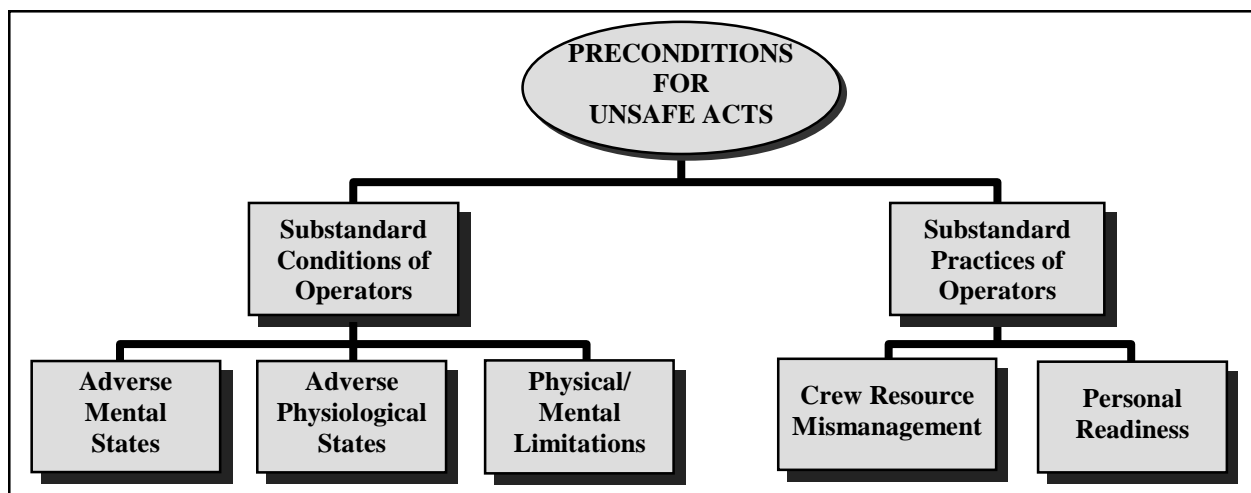 PRECONDITIONS
FOR
UNSAFE ACTS
Substandard
Conditions of
Operators
Substandard
Practices of
Operators
Adverse
Mental
States
Adverse
Physiological
States
Physical/
Mental
Limitations
Crew Resource
Mismanagement
Personal
Readiness